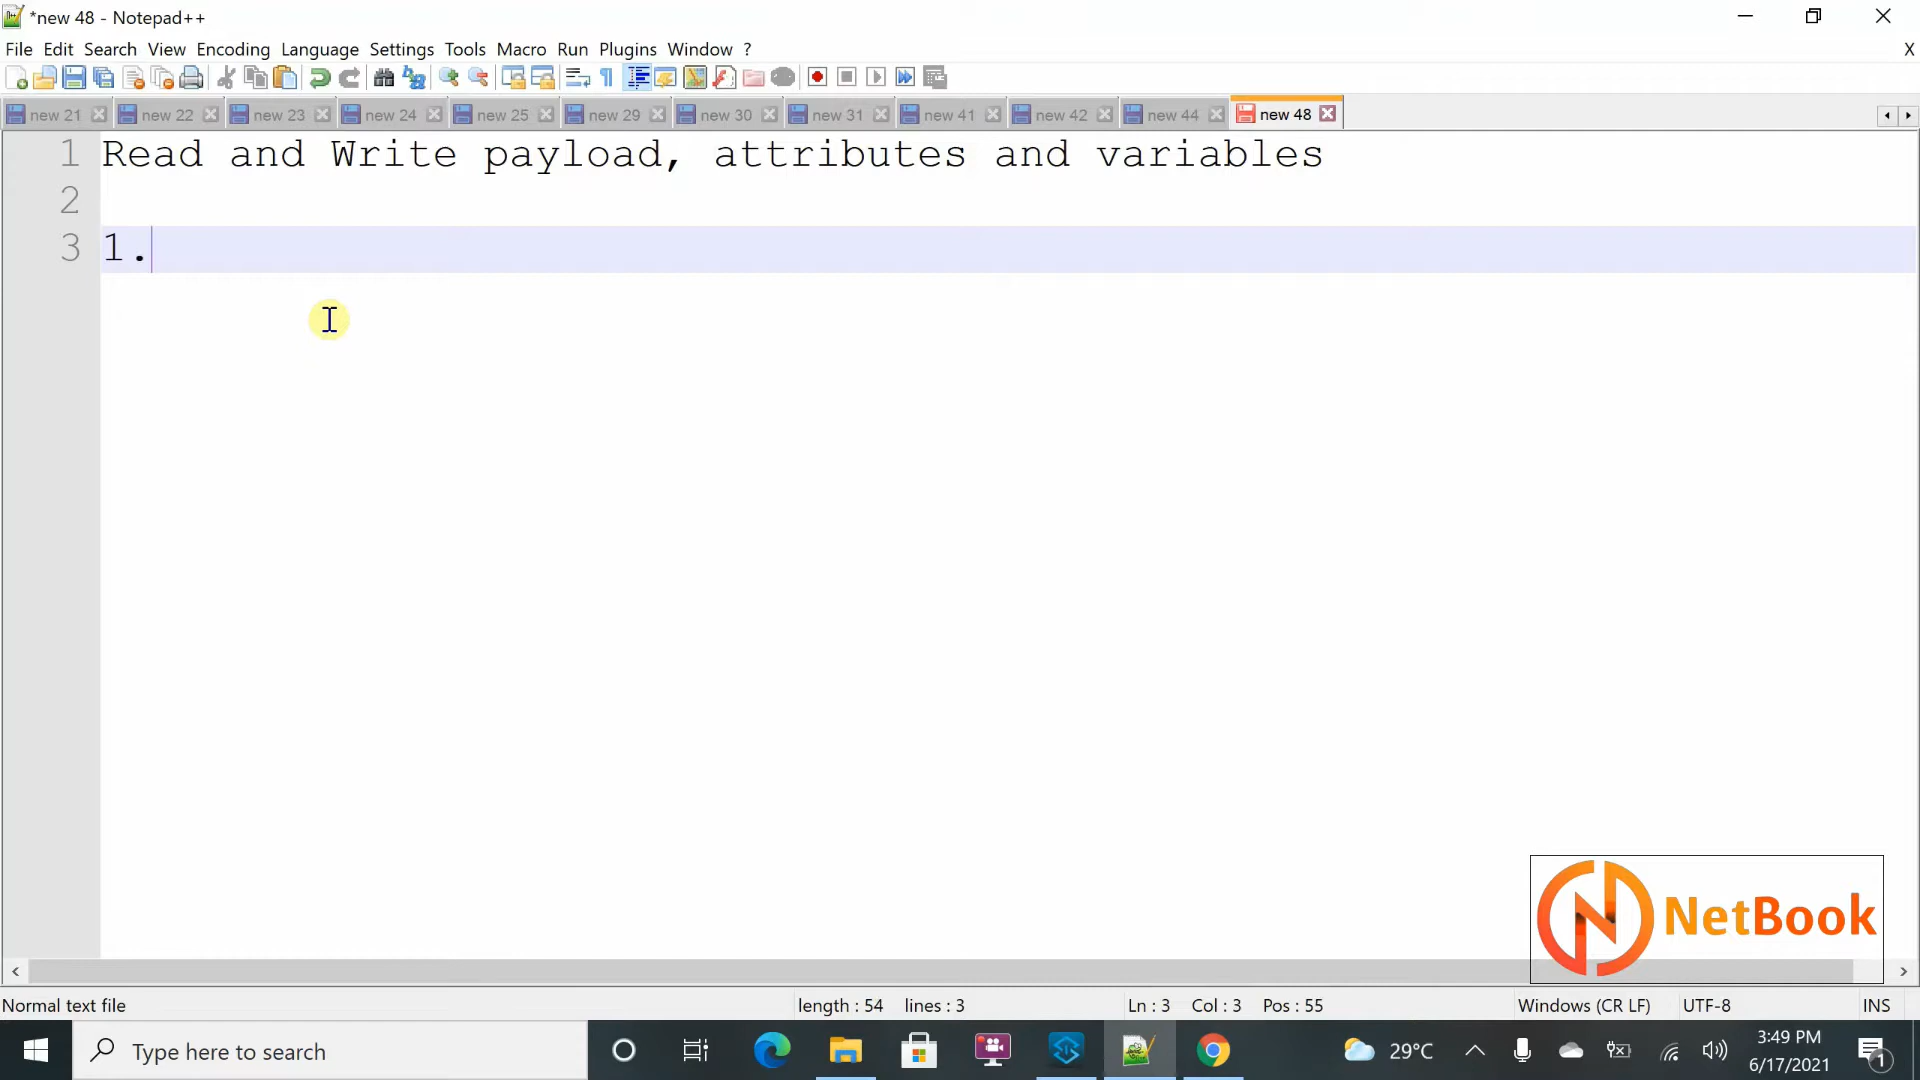 *new 48 - Notepad++
File Edit Search View Encoding Language Settings Tools Macro Run Plugins Window ? X
new 21 new 22 new 23 new 24 new 25 new 29 new 30 new 31 new 41 new 42 new 44 new 48
1 Read and Write payload, attributes and variables
2
3 1.
NetBook
Normal text file length : 54 lines : 3 Ln : 3 Col : 3 Pos : 55 Windows (CR LF) UTF-8 INS
Type here to search 29°C 3:49 PM
6/17/2021 1